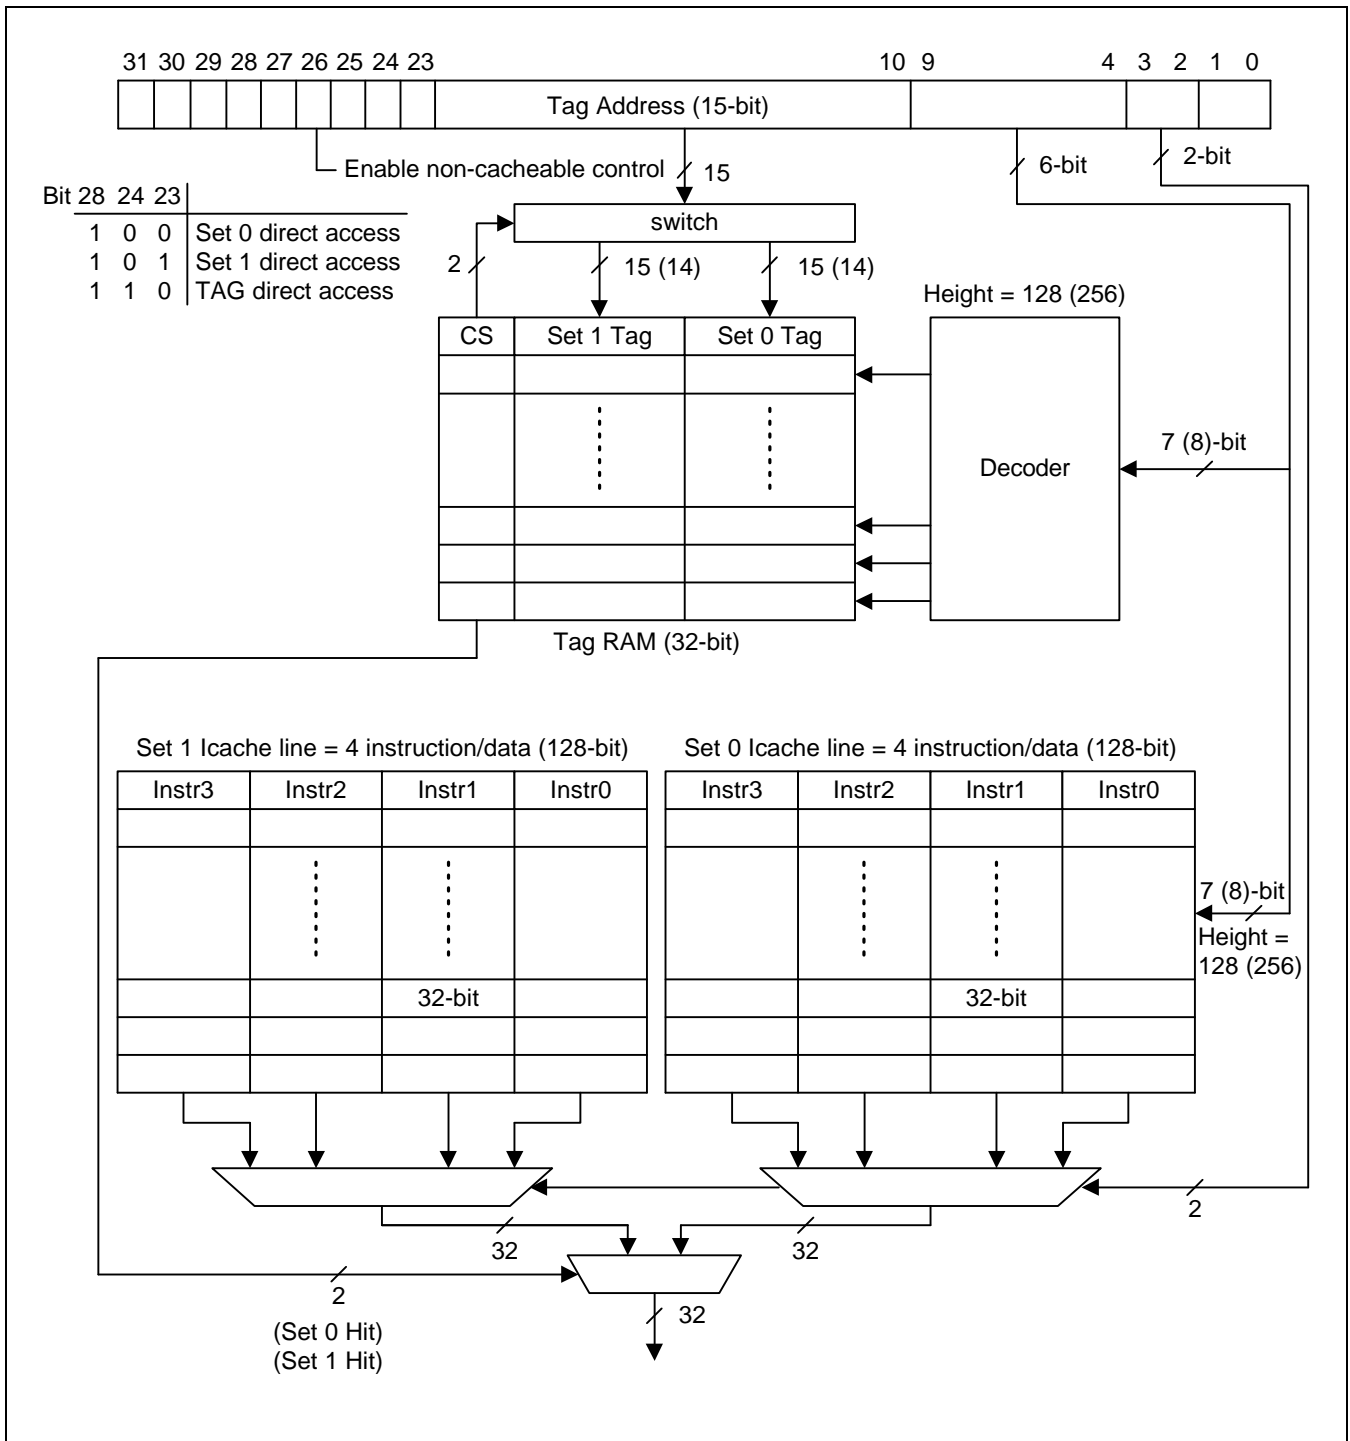 31 30 29 28 27 26 25 24 23 10 9 4 3 2 1 0
Tag Address (15-bit)
Enable non-cacheable control
15
6-bit
2-bit
Bit 28 24 23
1 0 0 Set 0 direct access
1 0 1 Set 1 direct access
1 1 0 TAG direct access
switch
2
15 (14)
15 (14)
Height = 128 (256)
CS Set 1 Tag Set 0 Tag
Decoder
7 (8)-bit
Tag RAM (32-bit)
Set 1 Icache line = 4 instruction/data (128-bit)
Set 0 Icache line = 4 instruction/data (128-bit)
Instr3 Instr2 Instr1 Instr0
Instr3 Instr2 Instr1 Instr0
7 (8)-bit
Height =
128 (256)
32-bit
32-bit
2
32
32
2
(Set 0 Hit)
(Set 1 Hit)
32